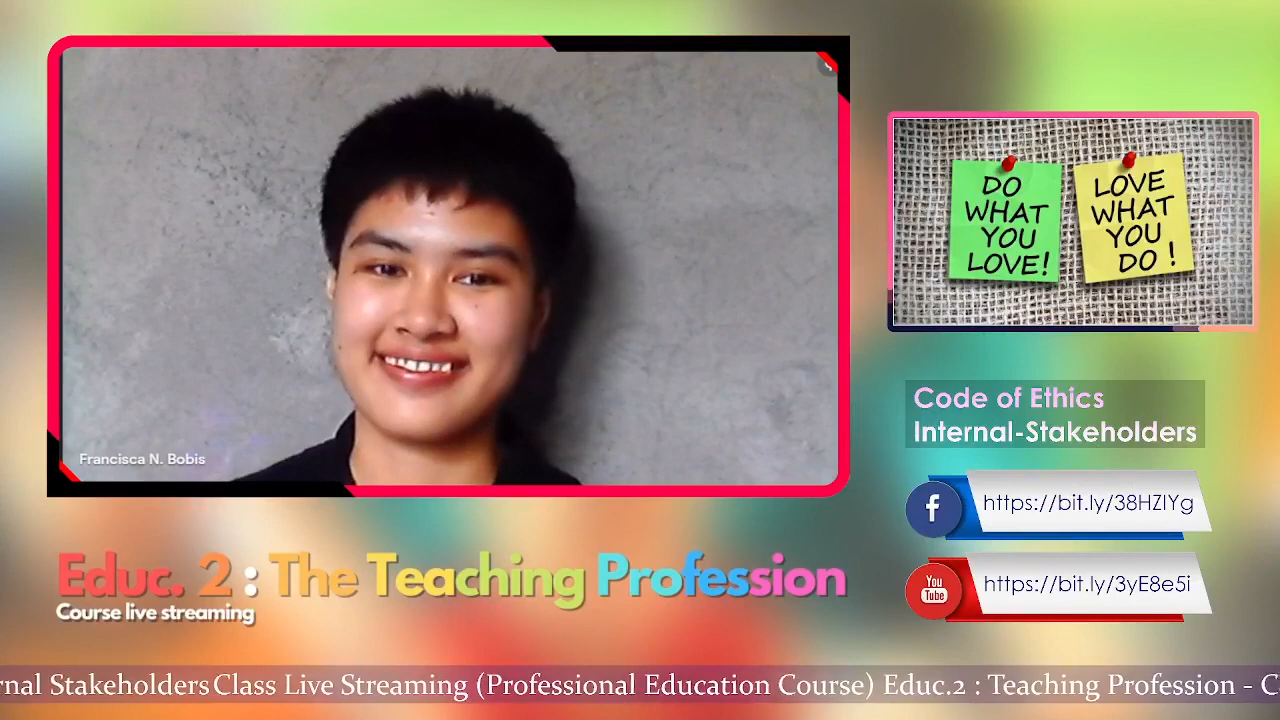 Francisca N. Bobis
DO
WHAT
YOU
LOVE!
LOVE
WHAT
YOU
DO !
Code of Ethics
Internal-Stakeholders
https://bit.ly/38HZIYg
You
Tube
https://bit.ly/3yE8e5i
Educ. 2 : The Teaching Profession
Course live streaming
rnal Stakeholders Class Live Streaming (Professional Education Course) Educ.2 : Teaching Profession - C